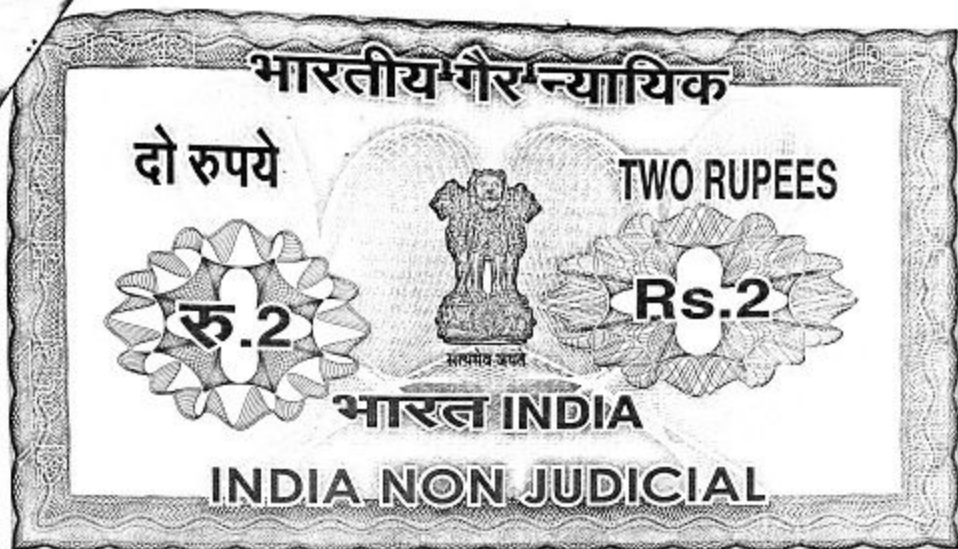 भारतीय गैर न्यायिक
दो रुपये
TWO RUPEES
रु.2
Rs.2
सत्यमेव जयते
भारत INDIA
INDIA NON JUDICIAL